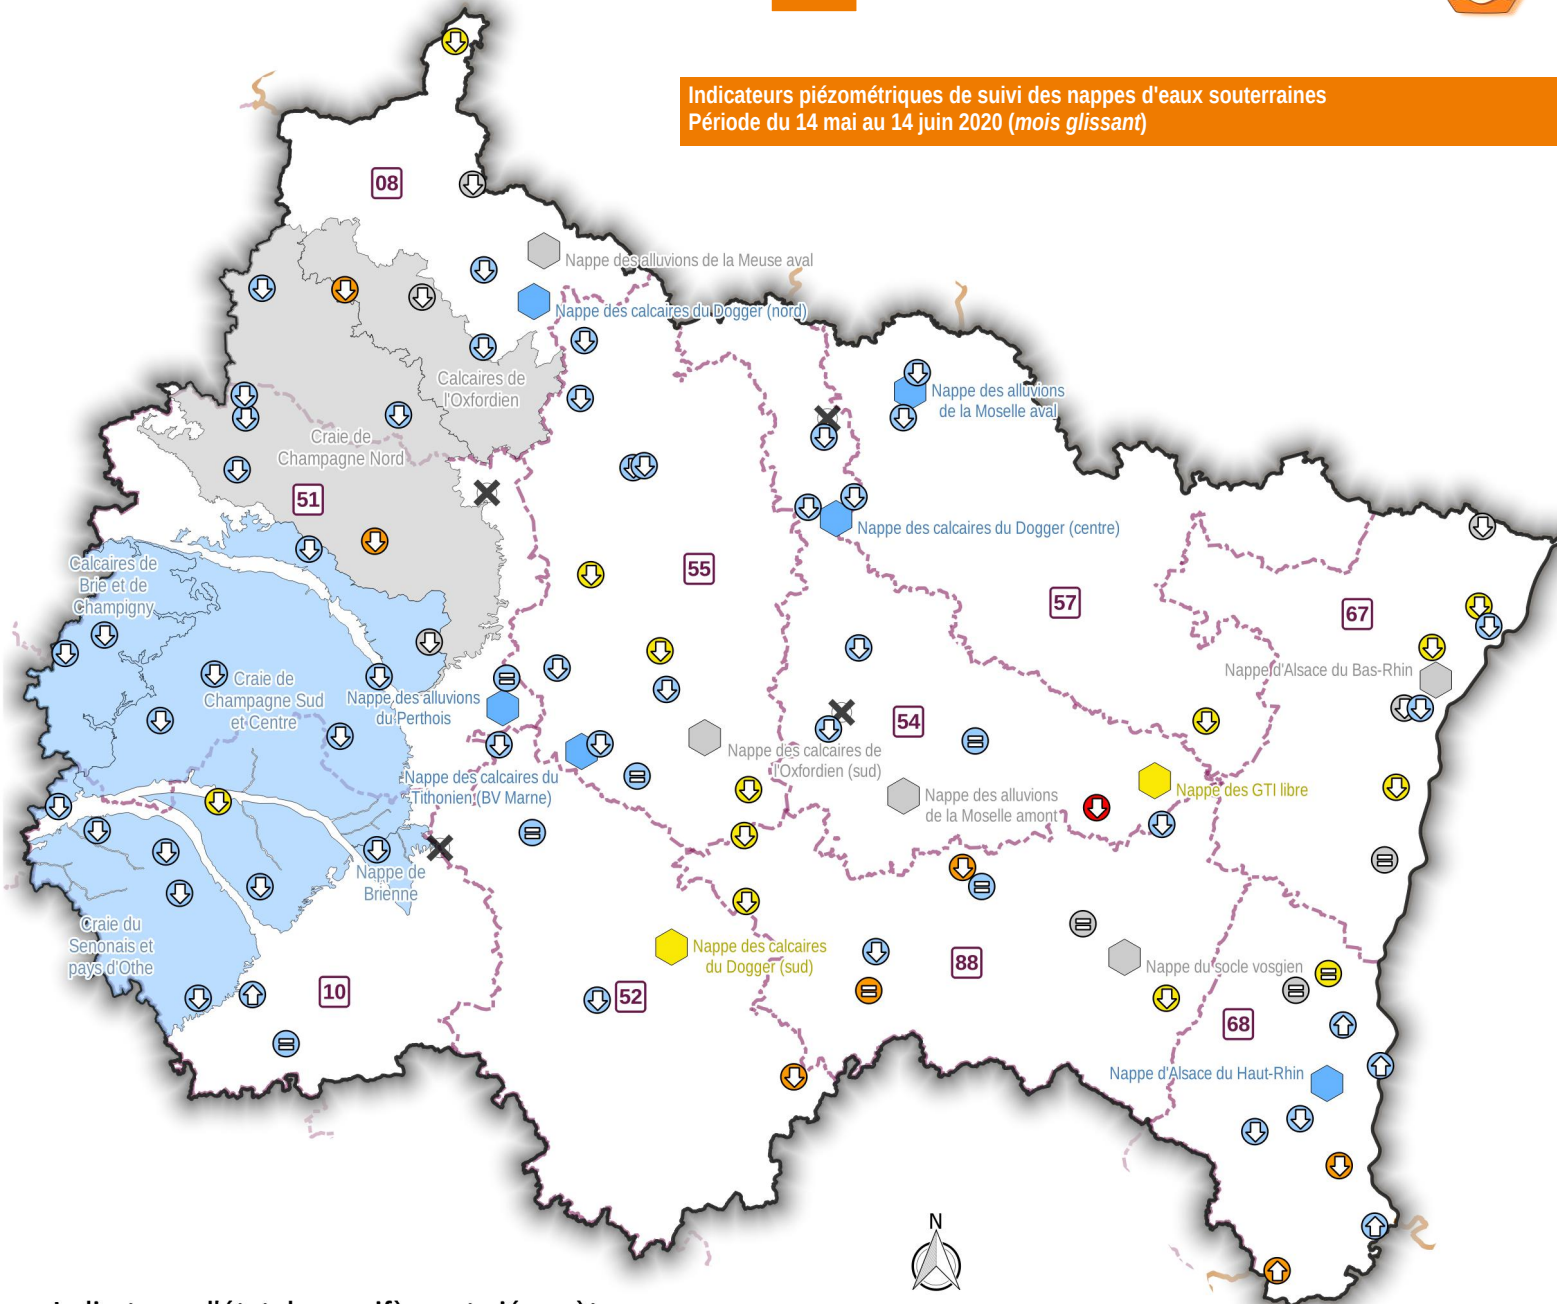 Indicateurs piézométriques de suivi des nappes d'eaux souterraines
Période du 14 mai au 14 juin 2020 (mois glissant)
08
Nappe des alluvions de la Meuse aval
Nappe des calcaires du Dogger (nord)
Calcaires de
l'Oxfordien
Nappe des alluvions
de la Moselle aval
Craie de
Champagne Nord
51
Nappe des calcaires du Dogger (centre)
Calcaires de
Brie et de
Champigny
55
57
67
Nappe d'Alsace du Bas-Rhin
Craie de
Champagne Sud
et Centre
Nappe des alluvions
du Perthois
54
Nappe des calcaires de
l'Oxfordien (sud)
Nappe des calcaires du
Tithonien (BV Marne)
Nappe des alluvions
de la Moselle amont
Nappe des GTI libre
Nappe de
Brienne
Craie du
Senonais et
pays d'Othe
Nappe des calcaires
du Dogger (sud)
88
Nappe du socle vosgien
10
52
68
Nappe d'Alsace du Haut-Rhin
N